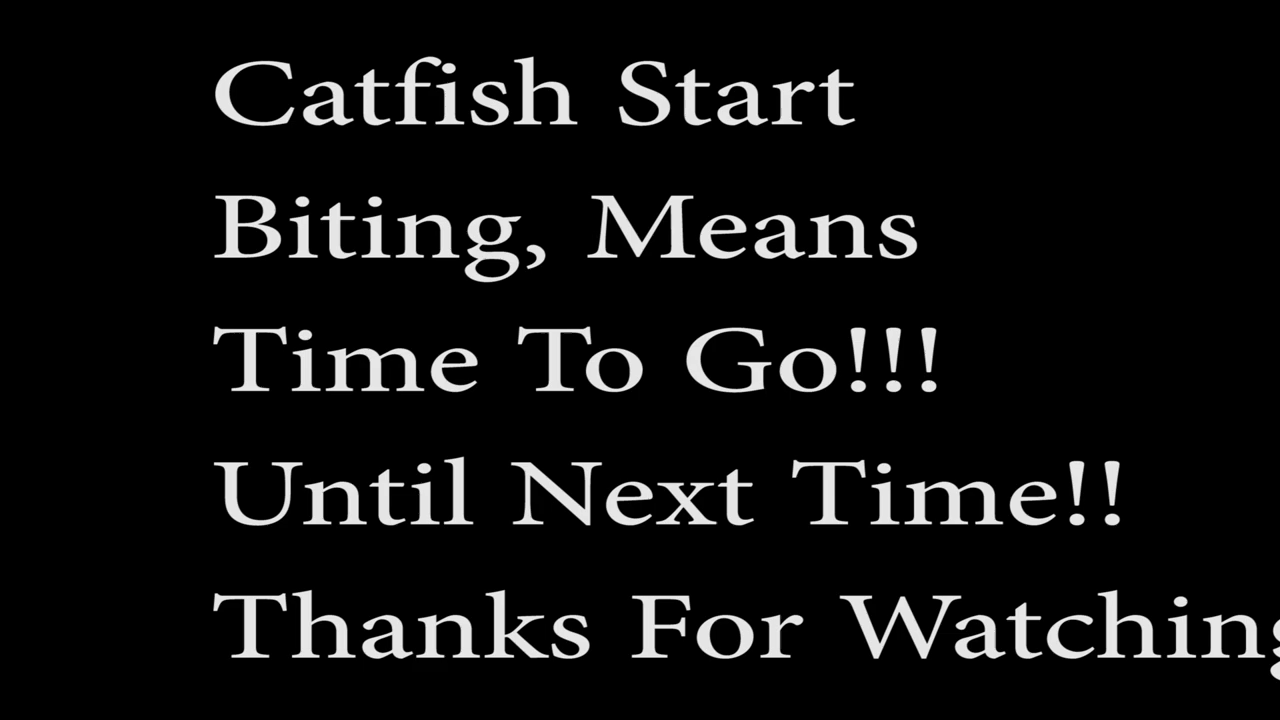 Catfish Start
Biting, Means
Time To Go!!!
Until Next Time!!
Thanks For Watching